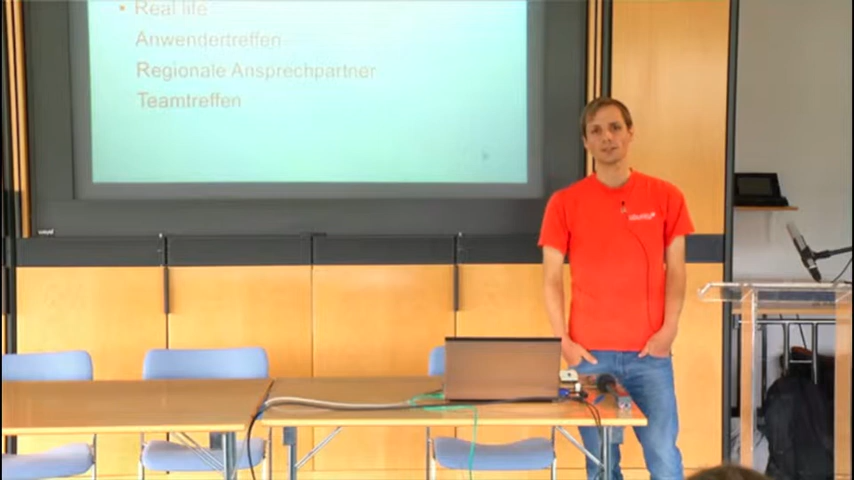 • Real life
Anwendertreffen
Regionale Ansprechpartner
Teamtreffen